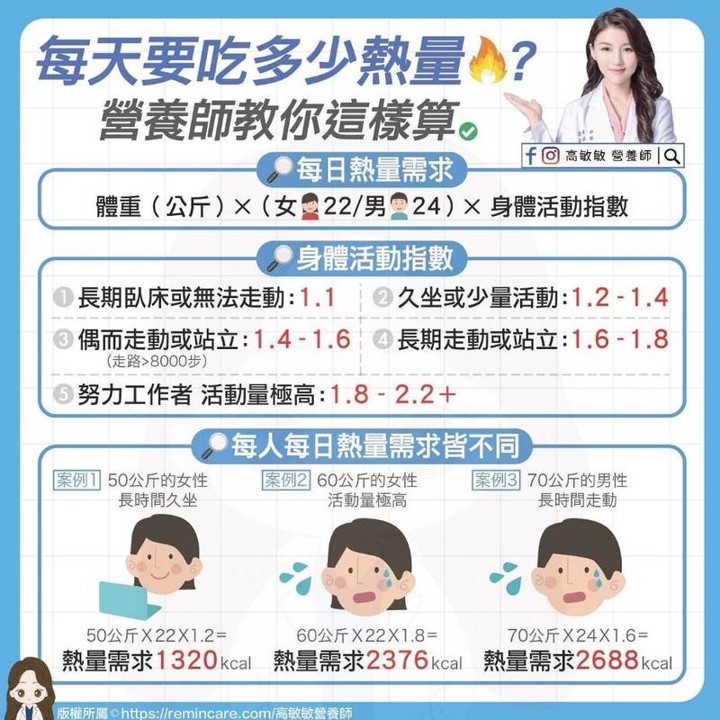 每天要吃多少熱量🔥?
營養師教你這樣算
高敏敏 營養師
每日熱量需求
體重(公斤)×(女22/男24)× 身體活動指數
身體活動指數
1 長期臥床或無法走動:1.1
2 久坐或少量活動:1.2-1.4
3 偶而走動或站立:1.4-1.6
(走路>8000步)
4 長期走動或站立:1.6-1.8
5 努力工作者 活動量極高:1.8 - 2.2+
每人每日熱量需求皆不同
案例1 50公斤的女性
長時間久坐
50公斤X22X1.2=
熱量需求1320kcal
案例2 60公斤的女性
活動量極高
60公斤X22X1.8=
熱量需求2376kcal
案例3 70公斤的男性
長時間走動
70公斤X24X1.6=
熱量需求2688kcal
版權所屬©https://remincare.com/高敏敏營養師